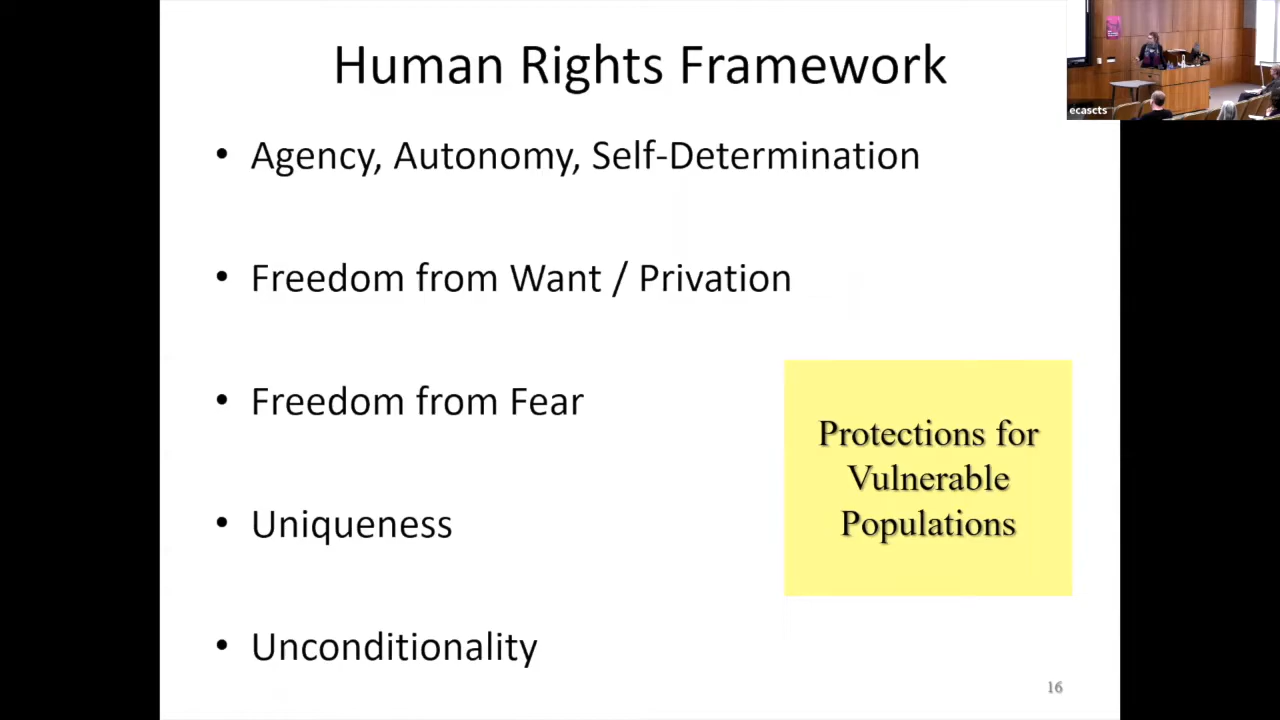 Human Rights Framework
ecascts
• Agency, Autonomy, Self-Determination
• Freedom from Want / Privation
• Freedom from Fear
Protections for
Vulnerable
Populations
• Uniqueness
• Unconditionality
16